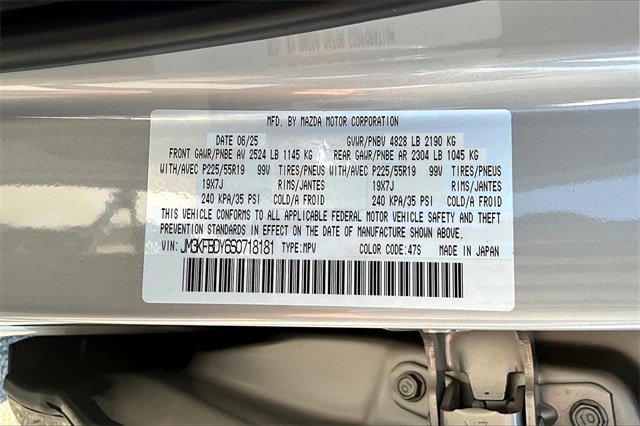 MFD. BY MAZDA MOTOR CORPORATION
DATE 06/25 GVWR/PNBV 4828 LB 2190 KG
FRONT GAWR/PNBE AV 2524 LB 1145 KG REAR GAWR/PNBE AR 2304 LB 1045 KG
WITH/AVEC P225/55R19 99V TIRES/PNEUS WITH/AVEC P225/55R19 99V TIRES/PNEUS
19X7J RIMS/JANTES 19X7J RIMS/JANTES
240 KPA/35 PSI COLD/A FROID 240 KPA/35 PSI COLD/A FROID
THIS VEHICLE CONFORMS TO ALL APPLICABLE FEDERAL MOTOR VEHICLE SAFETY AND THEFT
PREVENTION STANDARDS IN EFFECT ON THE DATE OF MANUFACTURE SHOWN ABOVE.
VIN: JM3KFBDY6S0718181 TYPE:MPV COLOR CODE:47S MADE IN JAPAN